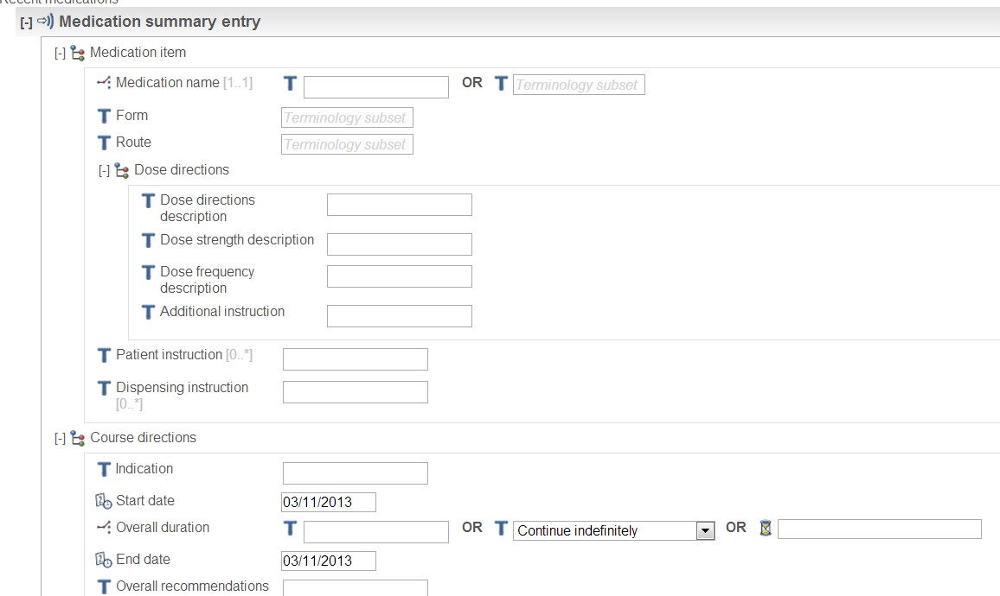 Recent medications
[-] Medication summary entry
[-] Medication item
Medication name [1..1] T OR T Terminology subset
T Form Terminology subset
T Route Terminology subset
[-] Dose directions
T Dose directions
description
T Dose strength description
T Dose frequency
description
T Additional instruction
T Patient instruction [0..*]
T Dispensing instruction
[0..*]
[-] Course directions
T Indication
Start date 03/11/2013
Overall duration T OR T Continue indefinitely OR
End date 03/11/2013
T Overall recommendations